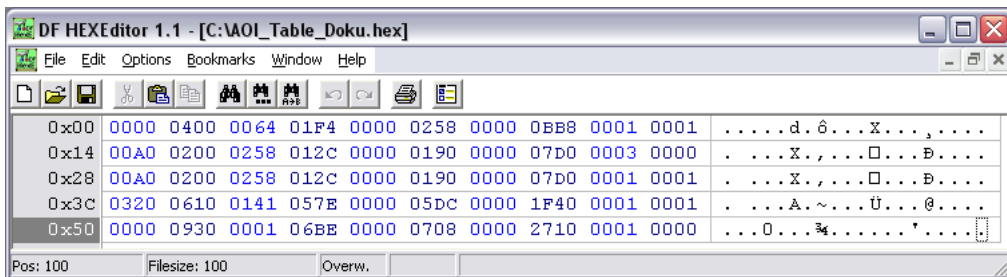 DF HEXEditor 1.1 - [C:\AOI_Table_Doku.hex]
File Edit Options Bookmarks Window Help
0x00 0000 0400 0064 01F4 0000 0258 0000 0BB8 0001 0001 .....d.ô...X...¸....
0x14 00A0 0200 0258 012C 0000 0190 0000 07D0 0003 0000 . ...X.,...□...Ð....
0x28 00A0 0200 0258 012C 0000 0190 0000 07D0 0001 0001 . ...X.,...□...Ð....
0x3C 0320 0610 0141 057E 0000 05DC 0000 1F40 0001 0001 . ...A.~...Ü...@....
0x50 0000 0930 0001 06BE 0000 0708 0000 2710 0001 0000 ...0...¾......'.....
Pos: 100 Filesize: 100 Overw.